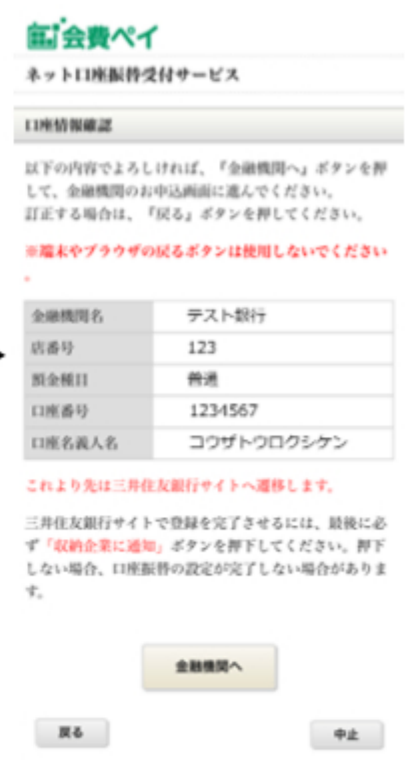 会費ペイ
ネット口座振替受付サービス
口座情報確認
以下の内容でよろしければ、『金融機関へ』ボタンを押
して、金融機関のお申込画面に進んでください。
訂正する場合は、『戻る』ボタンを押してください。
※端末やブラウザの戻るボタンは使用しないでください
。
金融機関名 テスト銀行
店番号 123
預金種目 普通
口座番号 1234567
口座名義人名 コウザトウロクシケン
これより先は三井住友銀行サイトへ遷移します。
三井住友銀行サイトで登録を完了させるには、最後に必
ず「収納企業に通知」ボタンを押下してください。押下
しない場合、口座振替の設定が完了しない場合がありま
す。
金融機関へ
戻る 中止